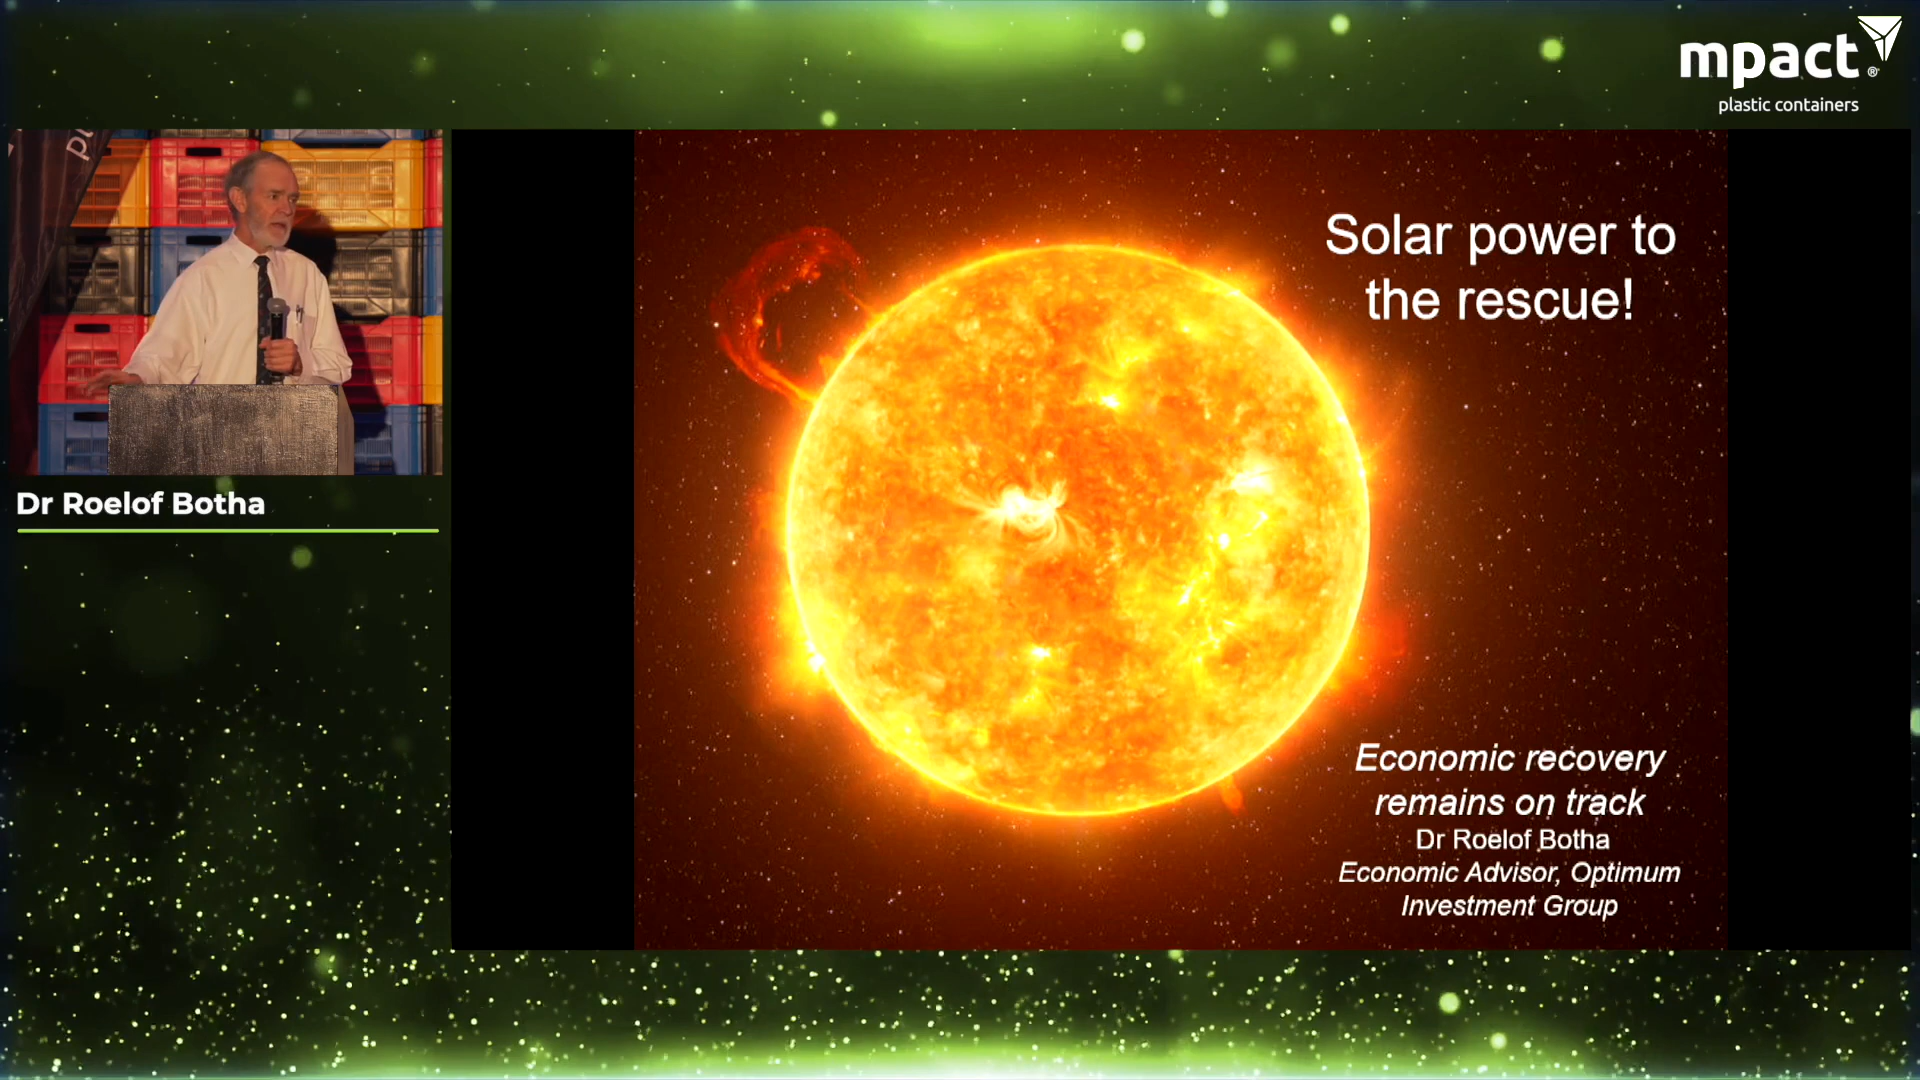 mpact®
plastic containers
Dr Roelof Botha
Solar power to
the rescue!
Economic recovery
remains on track
Dr Roelof Botha
Economic Advisor, Optimum
Investment Group